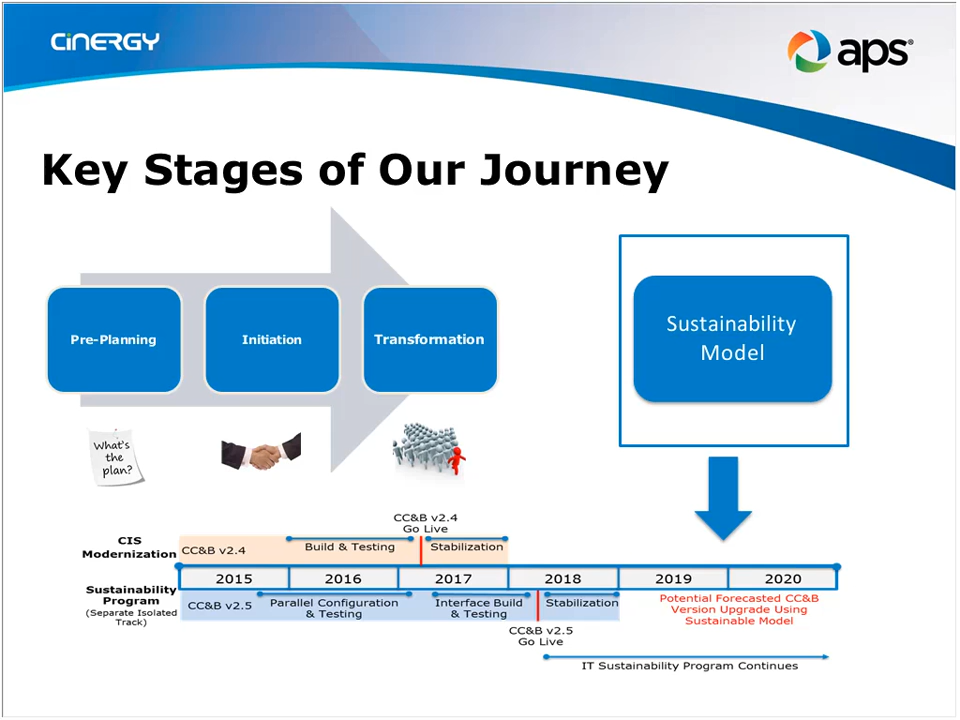 CiNERGY
aps®
Key Stages of Our Journey
Pre-Planning
Initiation
Transformation
Sustainability
Model
What's
the
plan?
CC&B v2.4
Go Live
CIS
Modernization
CC&B v2.4
Build & Testing
Stabilization
2015
2016
2017
2018
2019
2020
Sustainability
Program
(Separate Isolated
Track)
CC&B v2.5
Parallel Configuration
& Testing
Interface Build
& Testing
Stabilization
Potential Forecasted CC&B
Version Upgrade Using
Sustainable Model
CC&B v2.5
Go Live
IT Sustainability Program Continues